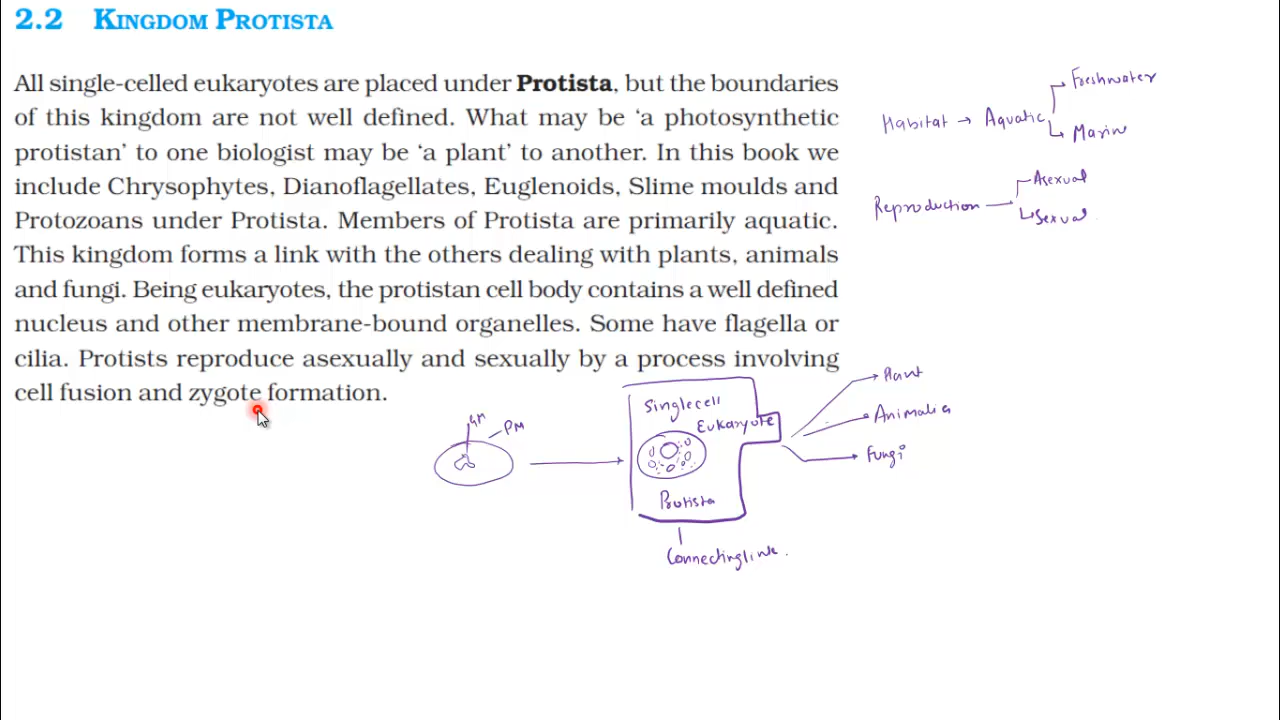 2.2 KINGDOM PROTISTA
All single-celled eukaryotes are placed under Protista, but the boundaries
of this kingdom are not well defined. What may be ‘a photosynthetic
protistan’ to one biologist may be ‘a plant’ to another. In this book we
include Chrysophytes, Dianoflagellates, Euglenoids, Slime moulds and
Protozoans under Protista. Members of Protista are primarily aquatic.
This kingdom forms a link with the others dealing with plants, animals
and fungi. Being eukaryotes, the protistan cell body contains a well defined
nucleus and other membrane-bound organelles. Some have flagella or
cilia. Protists reproduce asexually and sexually by a process involving
cell fusion and zygote formation.
Freshwater
Habitat → Aquatic
Marin
Asexual
Reproduction
Sexual
GM
PM
Singlecell
Eukaryote
Protista
Connectinglink.
Plant
Animalia
Fungi